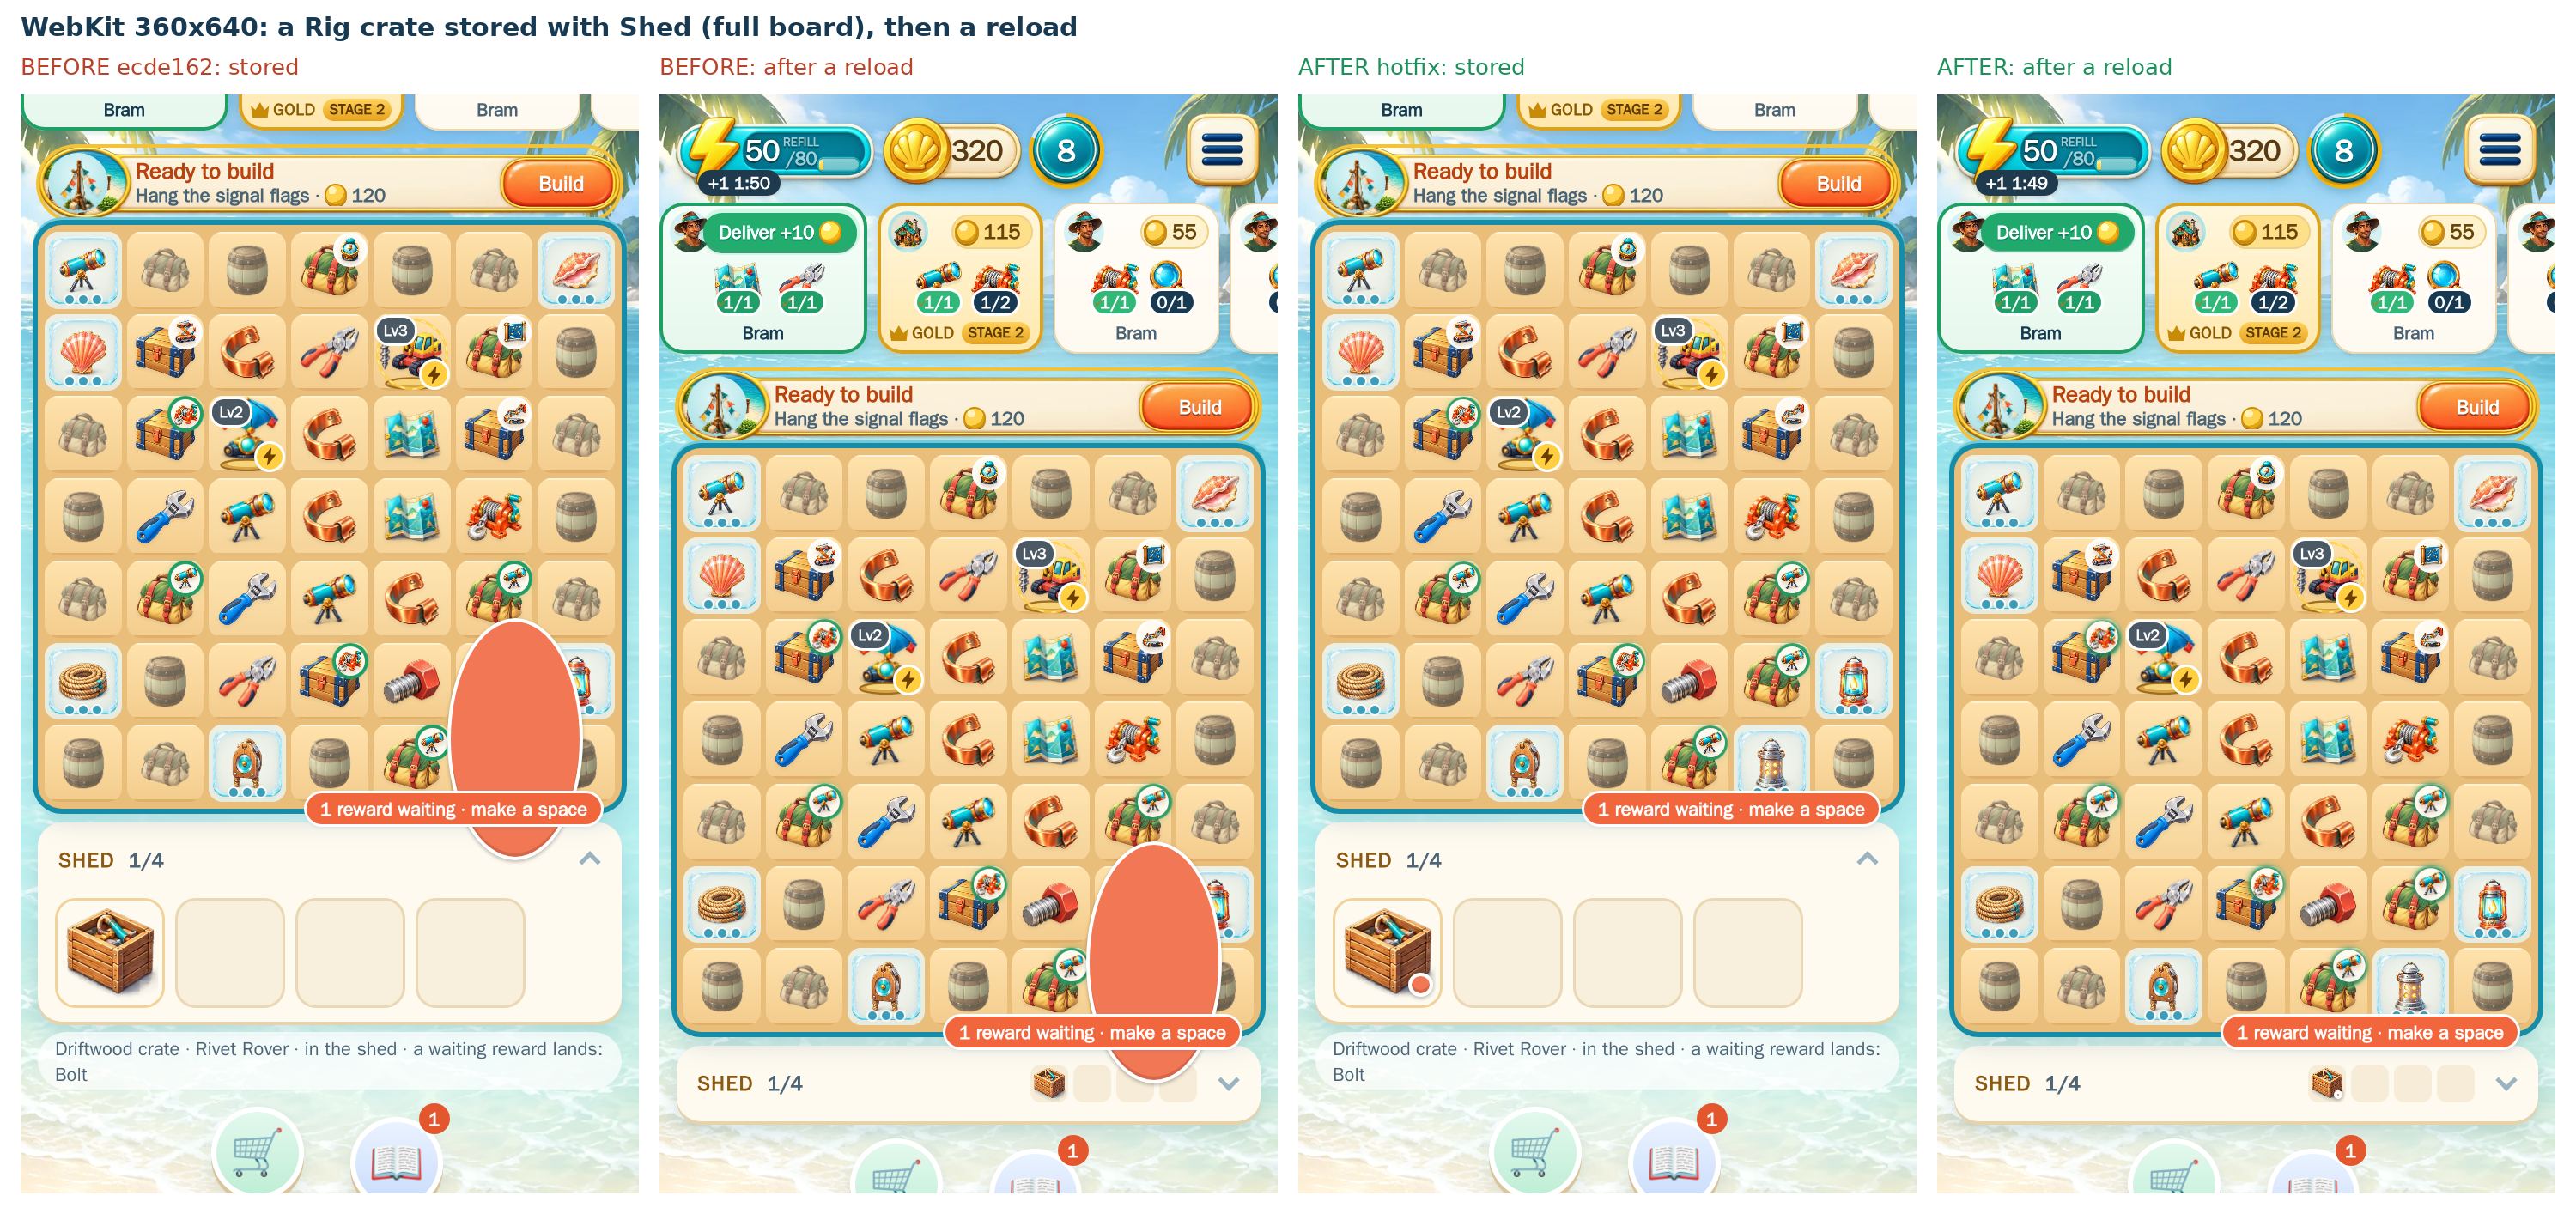 WebKit 360x640: a Rig crate stored with Shed (full board), then a reload
BEFORE ecde162: stored
Bram
GOLD STAGE 2
Bram
Ready to build
Hang the signal flags · 120
Build
Lv3
Lv2
1 reward waiting · make a space
SHED 1/4
Driftwood crate · Rivet Rover · in the shed · a waiting reward lands:
Bolt
1
BEFORE: after a reload
50 REFILL /80
320
8
+1 1:50
Deliver +10
115
55
1/1 1/1
1/1 1/2
1/1 0/1
Bram
GOLD STAGE 2
Bram
Ready to build
Hang the signal flags · 120
Build
Lv3
Lv2
1 reward waiting · make a space
SHED 1/4
1
AFTER hotfix: stored
Bram
GOLD STAGE 2
Bram
Ready to build
Hang the signal flags · 120
Build
Lv3
Lv2
1 reward waiting · make a space
SHED 1/4
Driftwood crate · Rivet Rover · in the shed · a waiting reward lands:
Bolt
1
AFTER: after a reload
50 REFILL /80
320
8
+1 1:49
Deliver +10
115
55
1/1 1/1
1/1 1/2
1/1 0/1
Bram
GOLD STAGE 2
Bram
Ready to build
Hang the signal flags · 120
Build
Lv3
Lv2
1 reward waiting · make a space
SHED 1/4
1